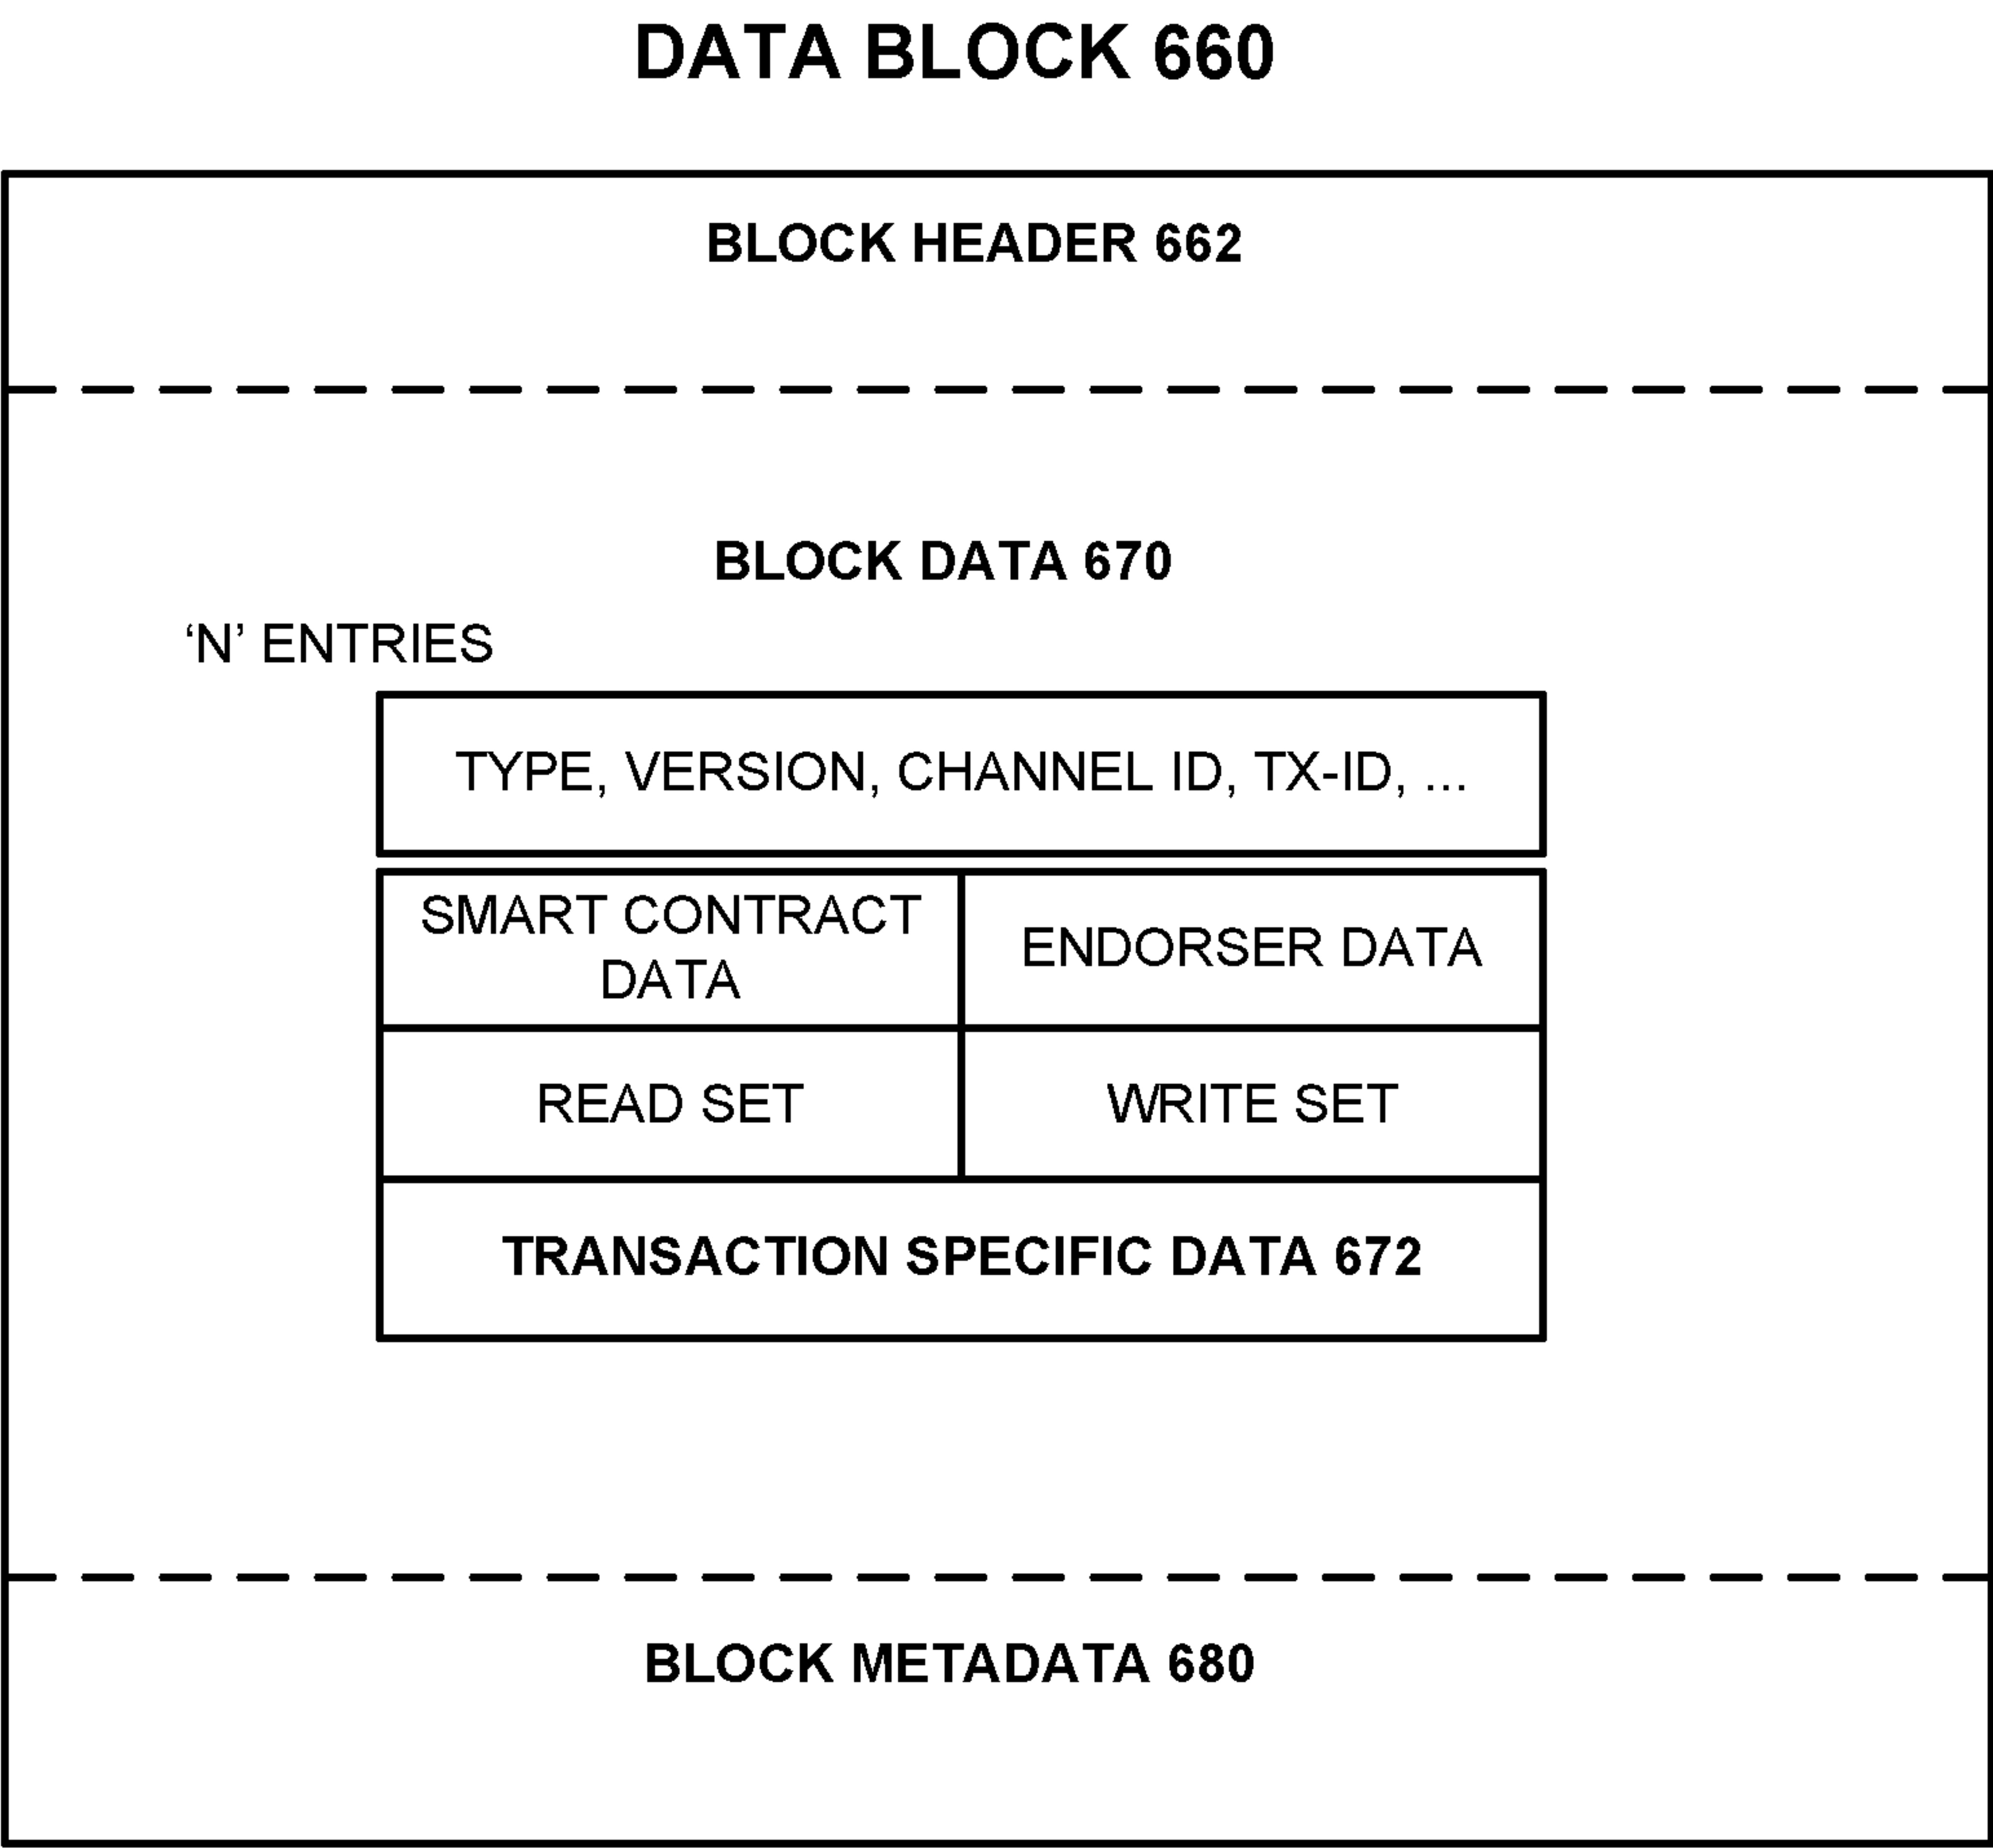 DATA BLOCK 660
BLOCK HEADER 662
BLOCK DATA 670
‘N’ ENTRIES
TYPE, VERSION, CHANNEL ID, TX-ID, ...
SMART CONTRACT
DATA
ENDORSER DATA
READ SET
WRITE SET
TRANSACTION SPECIFIC DATA 672
BLOCK METADATA 680